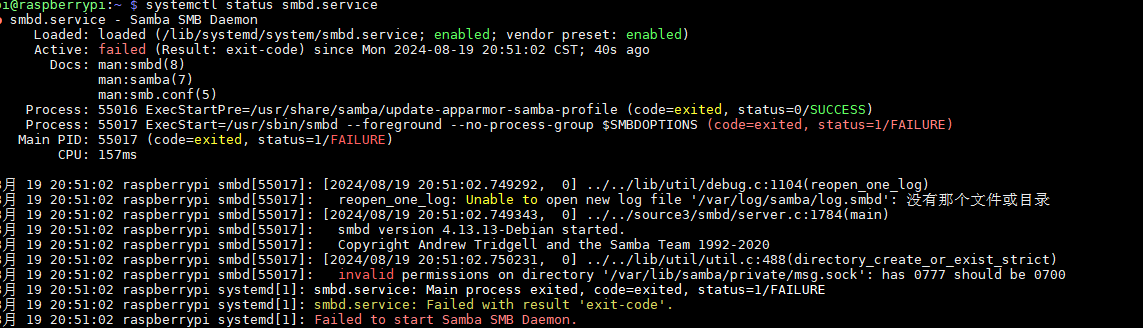 pi@raspberrypi:~ $ systemctl status smbd.service
smbd.service - Samba SMB Daemon
Loaded: loaded (/lib/systemd/system/smbd.service; enabled; vendor preset: enabled)
Active: failed (Result: exit-code) since Mon 2024-08-19 20:51:02 CST; 40s ago
Docs: man:smbd(8)
man:samba(7)
man:smb.conf(5)
Process: 55016 ExecStartPre=/usr/share/samba/update-apparmor-samba-profile (code=exited, status=0/SUCCESS)
Process: 55017 ExecStart=/usr/sbin/smbd --foreground --no-process-group $SMBDOPTIONS (code=exited, status=1/FAILURE)
Main PID: 55017 (code=exited, status=1/FAILURE)
CPU: 157ms
月 19 20:51:02 raspberrypi smbd[55017]: [2024/08/19 20:51:02.749292,  0] ../../lib/util/debug.c:1104(reopen_one_log)
月 19 20:51:02 raspberrypi smbd[55017]:   reopen_one_log: Unable to open new log file '/var/log/samba/log.smbd': 没有那个文件或目录
月 19 20:51:02 raspberrypi smbd[55017]: [2024/08/19 20:51:02.749343,  0] ../../source3/smbd/server.c:1784(main)
月 19 20:51:02 raspberrypi smbd[55017]:   smbd version 4.13.13-Debian started.
月 19 20:51:02 raspberrypi smbd[55017]:   Copyright Andrew Tridgell and the Samba Team 1992-2020
月 19 20:51:02 raspberrypi smbd[55017]: [2024/08/19 20:51:02.750231,  0] ../../lib/util/util.c:488(directory_create_or_exist_strict)
月 19 20:51:02 raspberrypi smbd[55017]:   invalid permissions on directory '/var/lib/samba/private/msg.sock': has 0777 should be 0700
月 19 20:51:02 raspberrypi systemd[1]: smbd.service: Main process exited, code=exited, status=1/FAILURE
月 19 20:51:02 raspberrypi systemd[1]: smbd.service: Failed with result 'exit-code'.
月 19 20:51:02 raspberrypi systemd[1]: Failed to start Samba SMB Daemon.